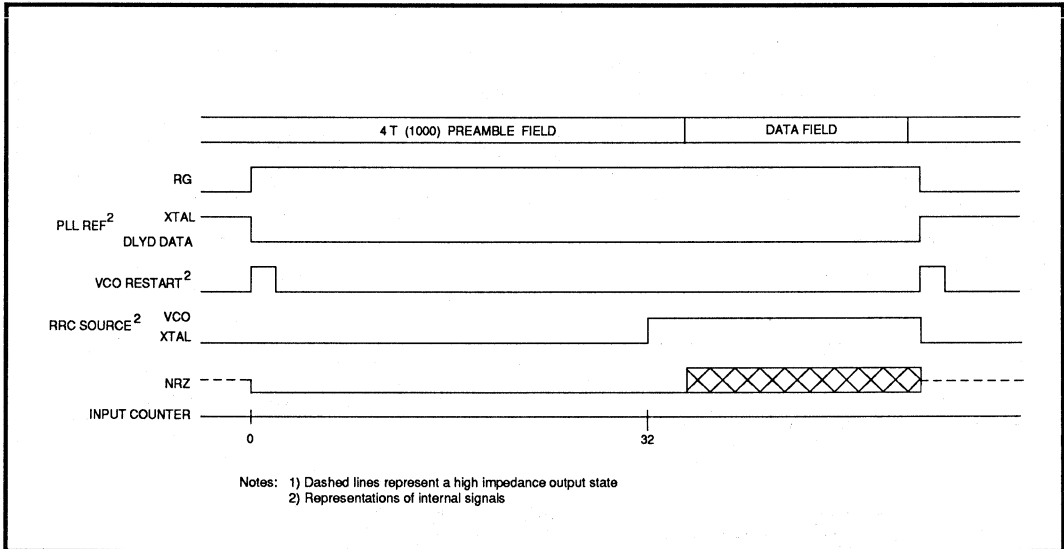 4 T (1000) PREAMBLE FIELD DATA FIELD
RG
PLL REF2 XTAL
DLYD DATA
VCO RESTART2
RRC SOURCE2 VCO
XTAL
NRZ
INPUT COUNTER
0 32
Notes: 1) Dashed lines represent a high impedance output state
2) Representations of internal signals